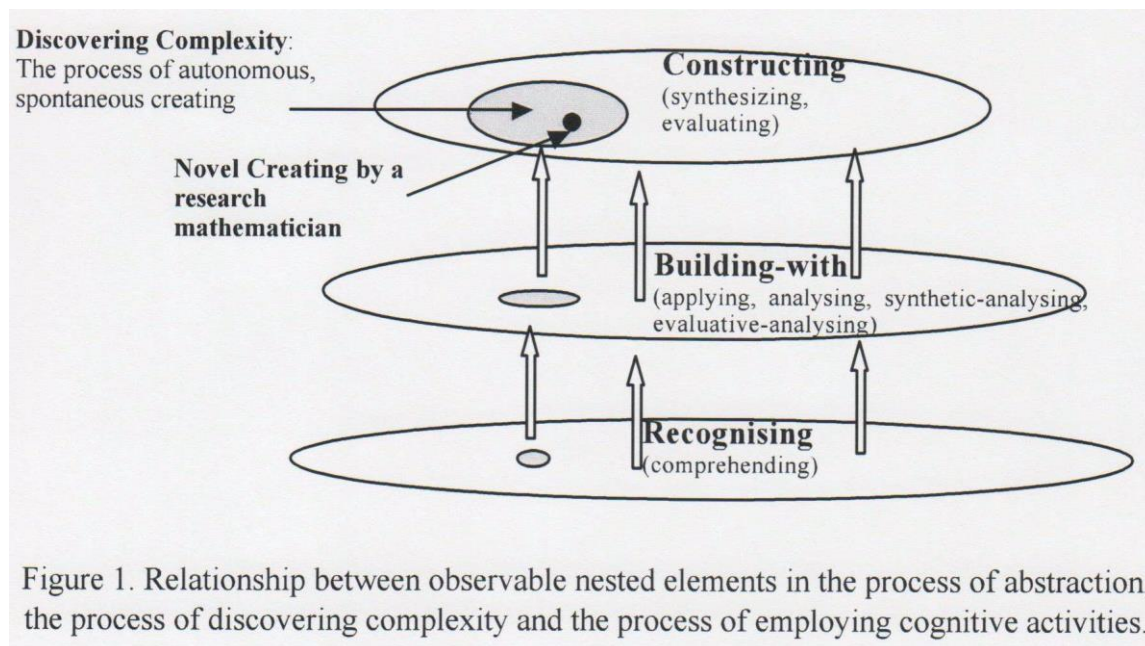 Discovering Complexity:
The process of autonomous,
spontaneous creating
Constructing
(synthesizing,
evaluating)
Novel Creating by a
research
mathematician
Building-with
(applying, analysing, synthetic-analysing,
evaluative-analysing)
Recognising
(comprehending)
Figure 1. Relationship between observable nested elements in the process of abstraction
the process of discovering complexity and the process of employing cognitive activities.